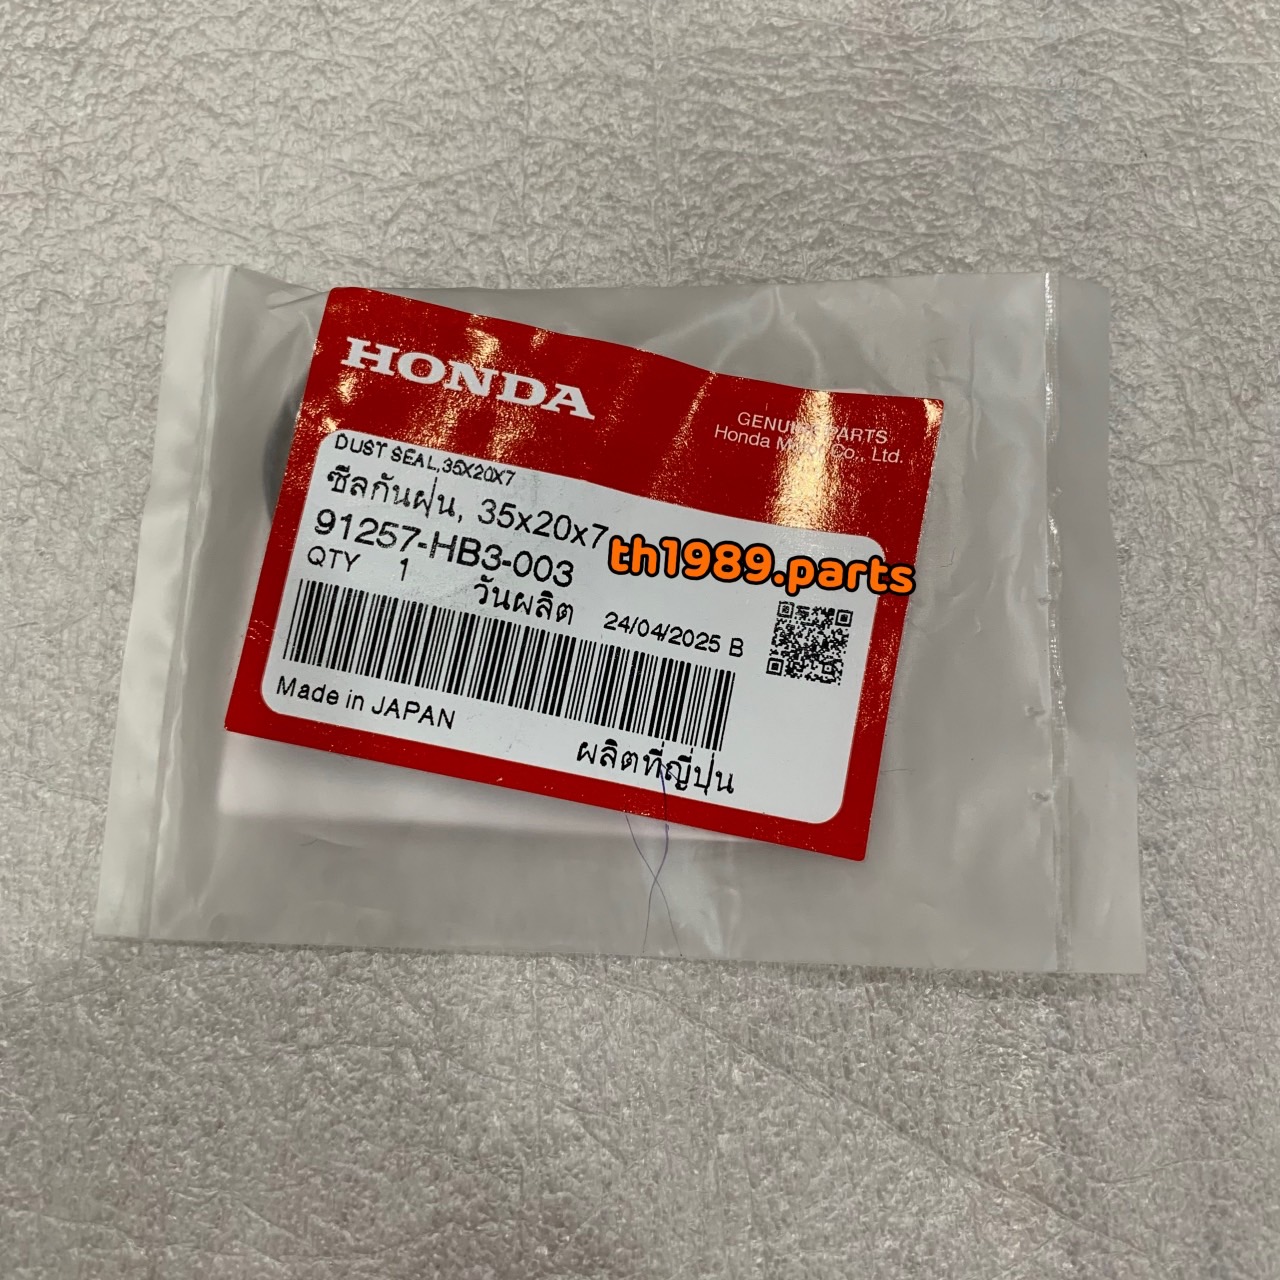 HONDA
GENUINE PARTS
Honda Motor Co., Ltd.
DUST SEAL,35X20X7
ซีลกันฝุ่น, 35x20x7
91257-HB3-003
th1989.parts
QTY 1
วันผลิต 24/04/2025 B
Made in JAPAN
ผลิตที่ญี่ปุ่น